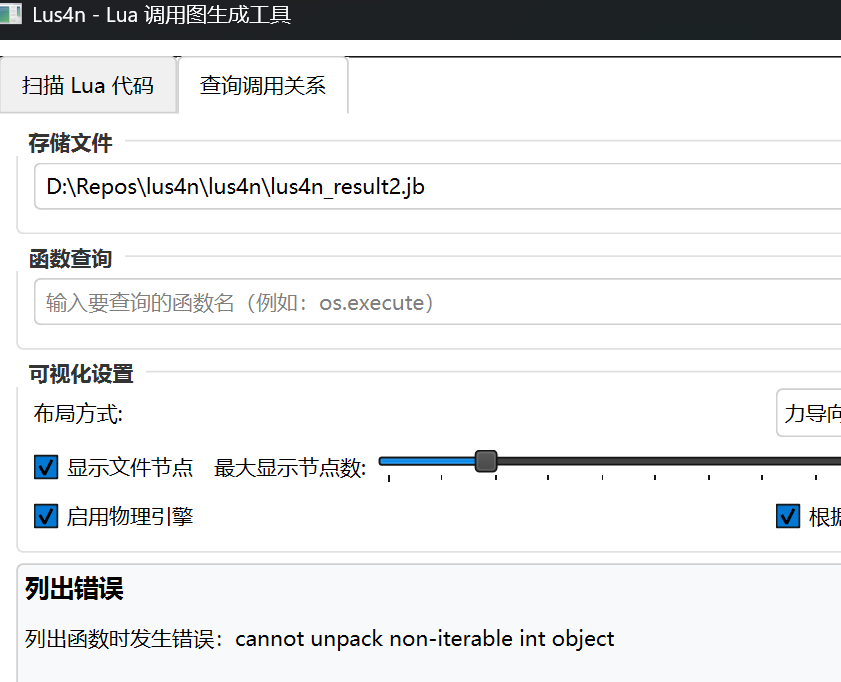 Lus4n - Lua 调用图生成工具
扫描 Lua 代码
查询调用关系
存储文件
D:\Repos\lus4n\lus4n\lus4n_result2.jb
函数查询
输入要查询的函数名（例如：os.execute）
可视化设置
布局方式:
力导向
显示文件节点
最大显示节点数:
启用物理引擎
根据
列出错误
列出函数时发生错误：cannot unpack non-iterable int object